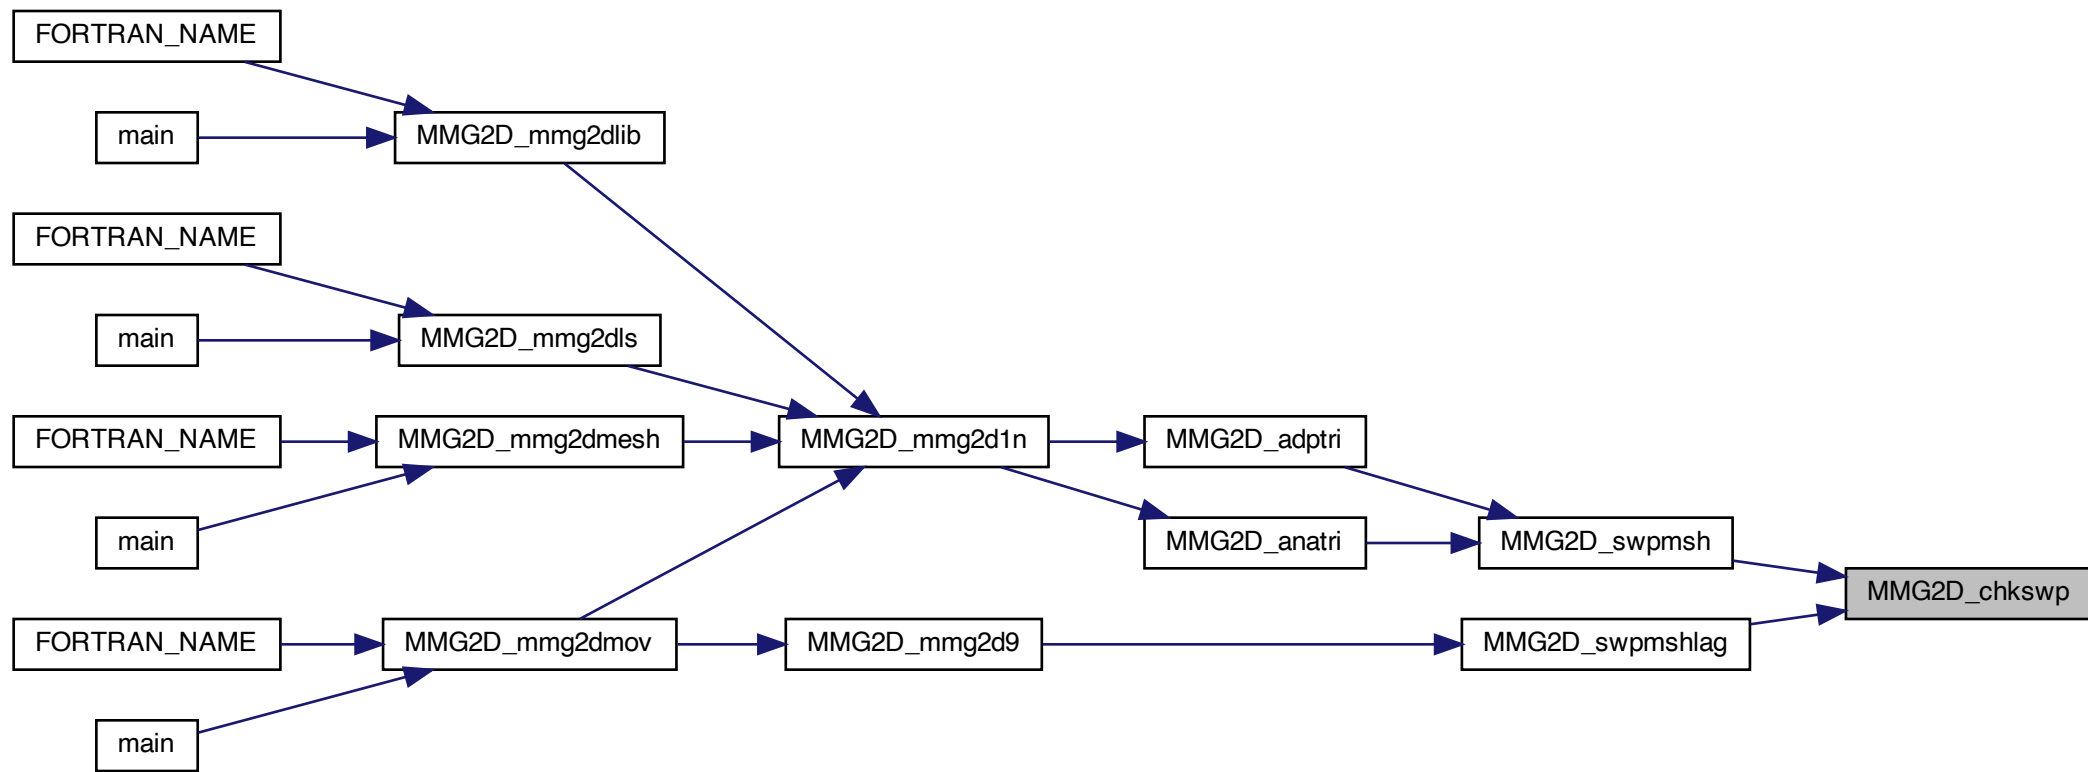 FORTRAN_NAME
main
MMG2D_mmg2dlib
FORTRAN_NAME
main
MMG2D_mmg2dls
FORTRAN_NAME
MMG2D_mmg2dmesh
MMG2D_mmg2d1n
MMG2D_adptri
main
MMG2D_anatri
MMG2D_swpmsh
MMG2D_chkswp
FORTRAN_NAME
MMG2D_mmg2dmov
MMG2D_mmg2d9
MMG2D_swpmshlag
main